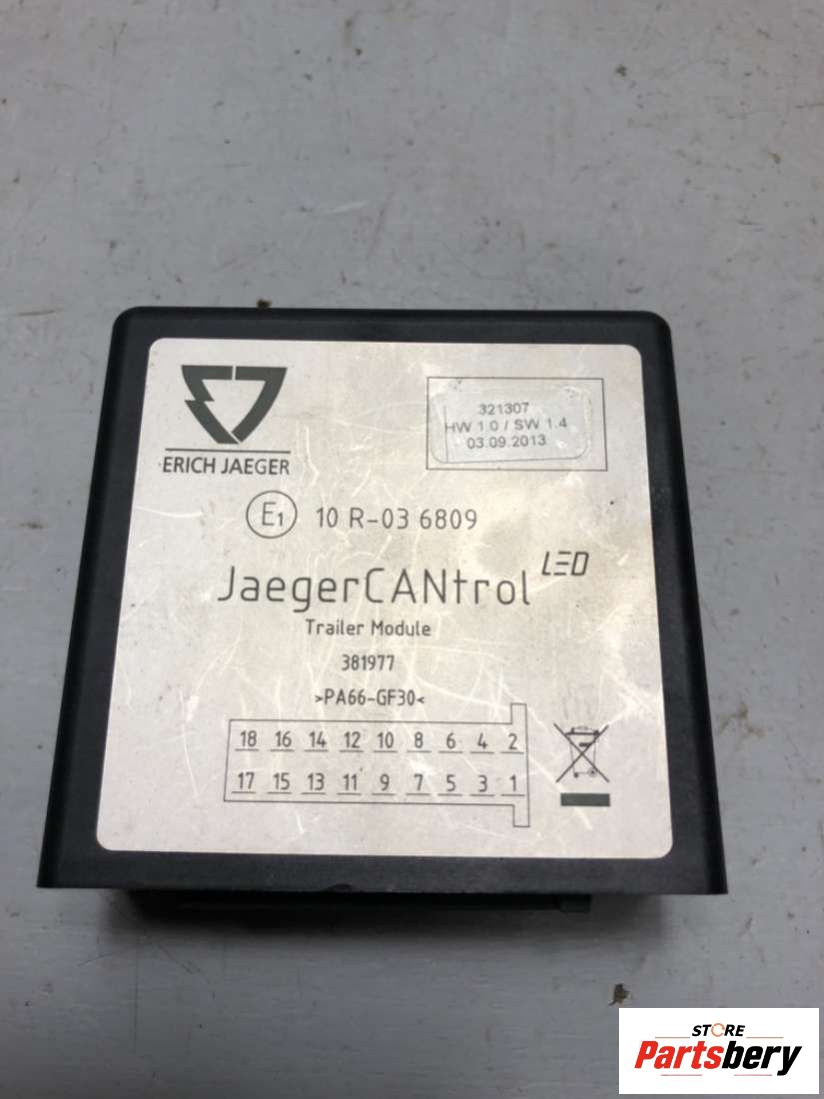 ERICH JAEGER
321307
HW 1.0 / SW 1.4
03.09.2013
E1 10 R-03 6809
JaegerCANtrol LED
Trailer Module
381977
>PA66-GF30<
18 16 14 12 10 8 6 4 2
17 15 13 11 9 7 5 3 1
STORE
Partsbery